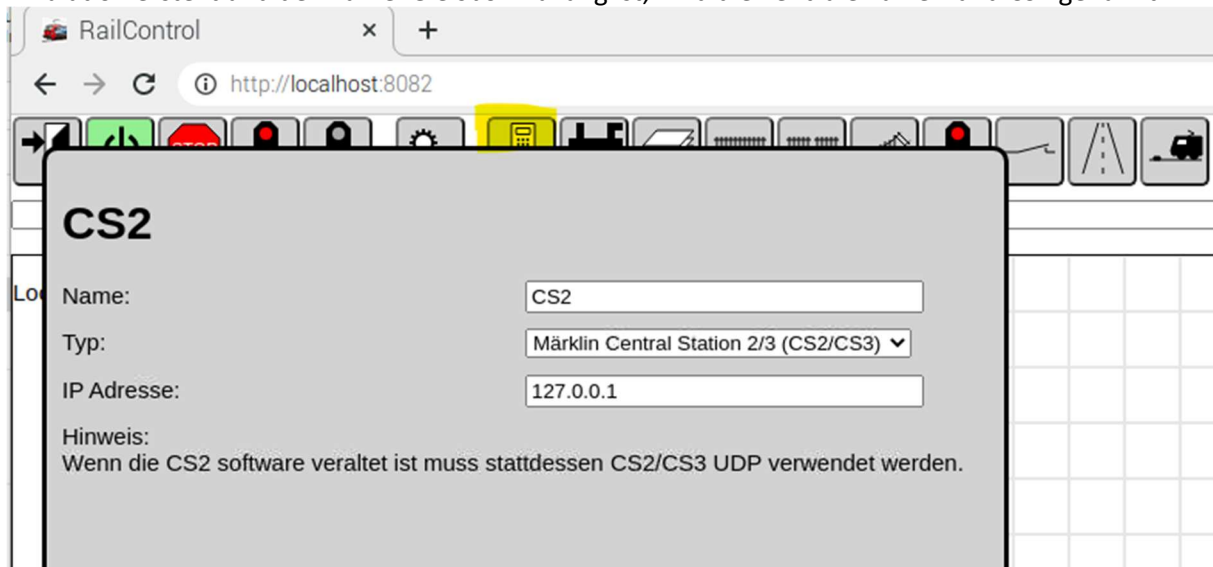 RailControl
http://localhost:8082
STOP
CS2
Name:
CS2
Typ:
Märklin Central Station 2/3 (CS2/CS3)
IP Adresse:
127.0.0.1
Hinweis:
Wenn die CS2 software veraltet ist muss stattdessen CS2/CS3 UDP verwendet werden.